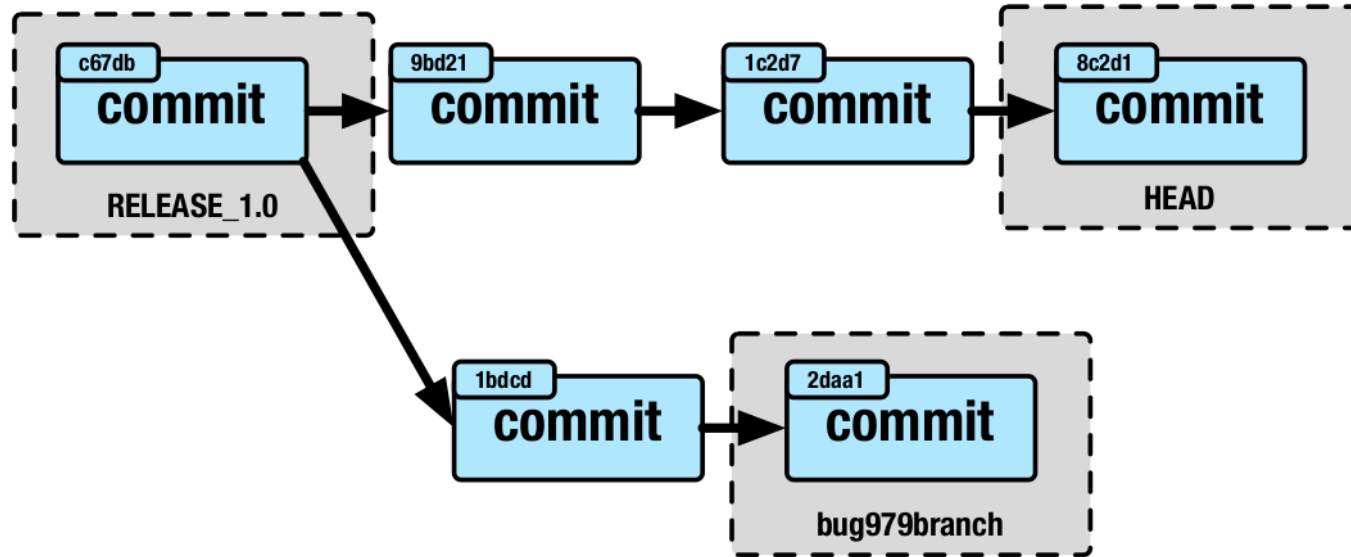 c67db
commit
RELEASE_1.0
9bd21
commit
1c2d7
commit
8c2d1
commit
HEAD
1bdcd
commit
2daa1
commit
bug979branch